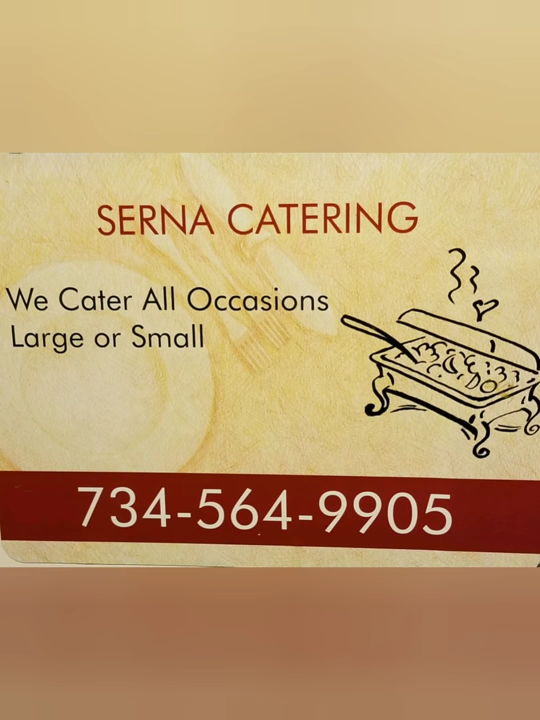 SERNA CATERING
We Cater All Occasions
Large or Small
734-564-9905